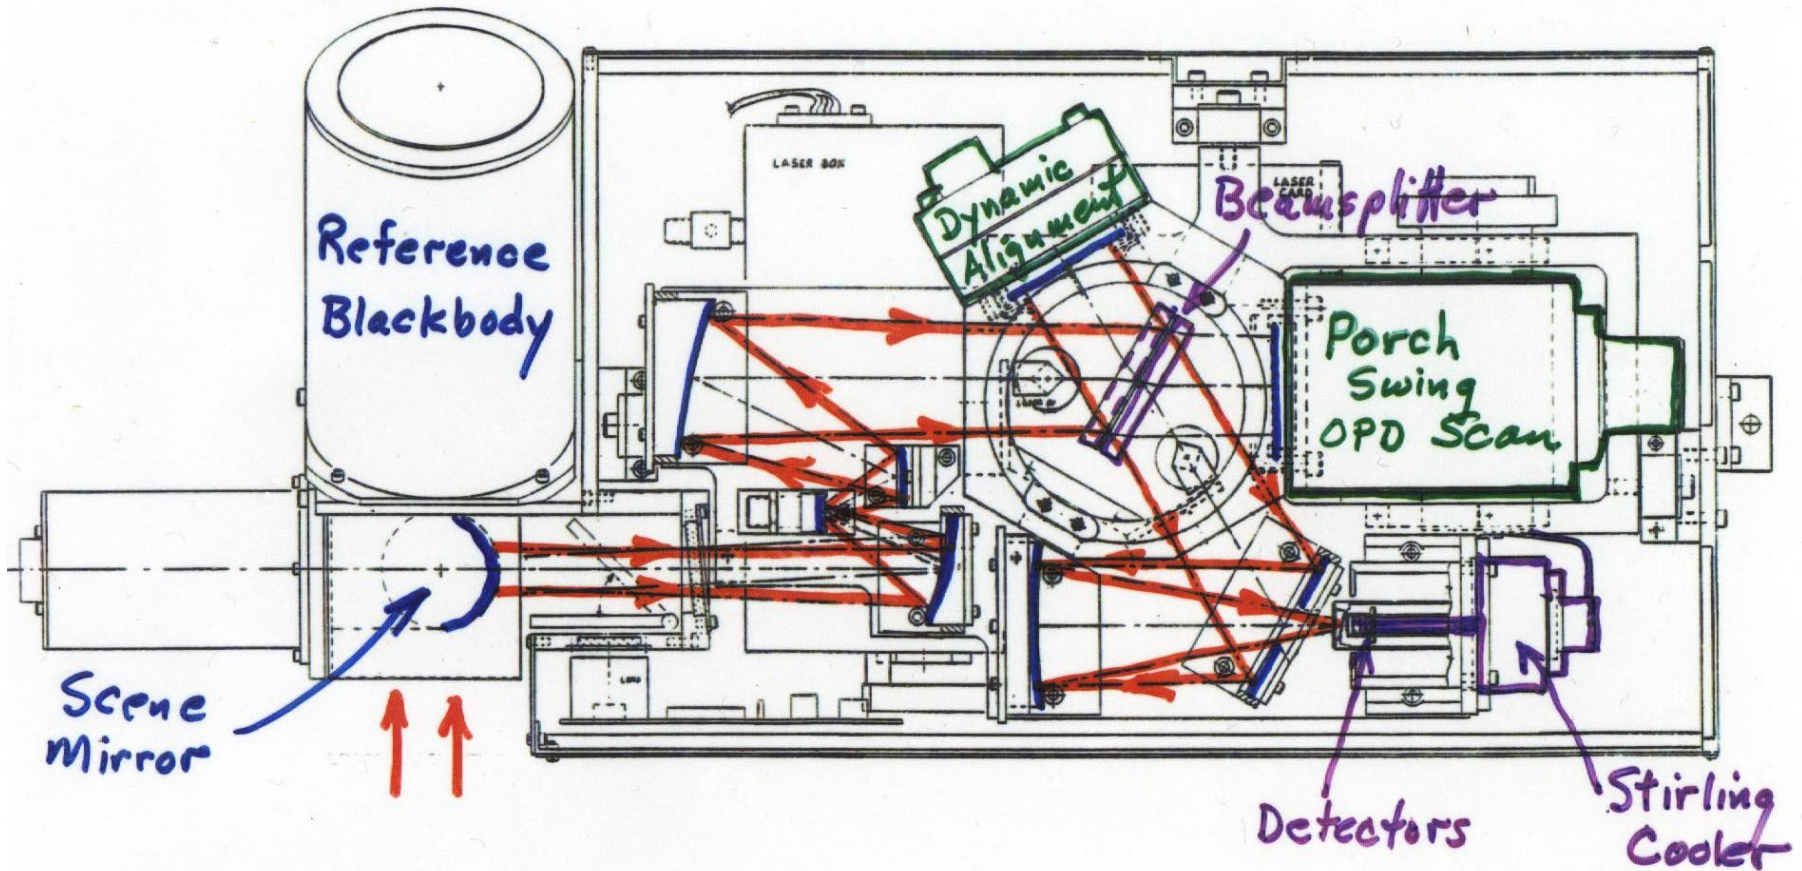 Reference
Blackbody
LASER BOX
Dynamic
Alignment
LASER
CARD
Beamsplitter
Porch
Swing
OPD Scan
Scene
Mirror
Detectors
Stirling
Cooler